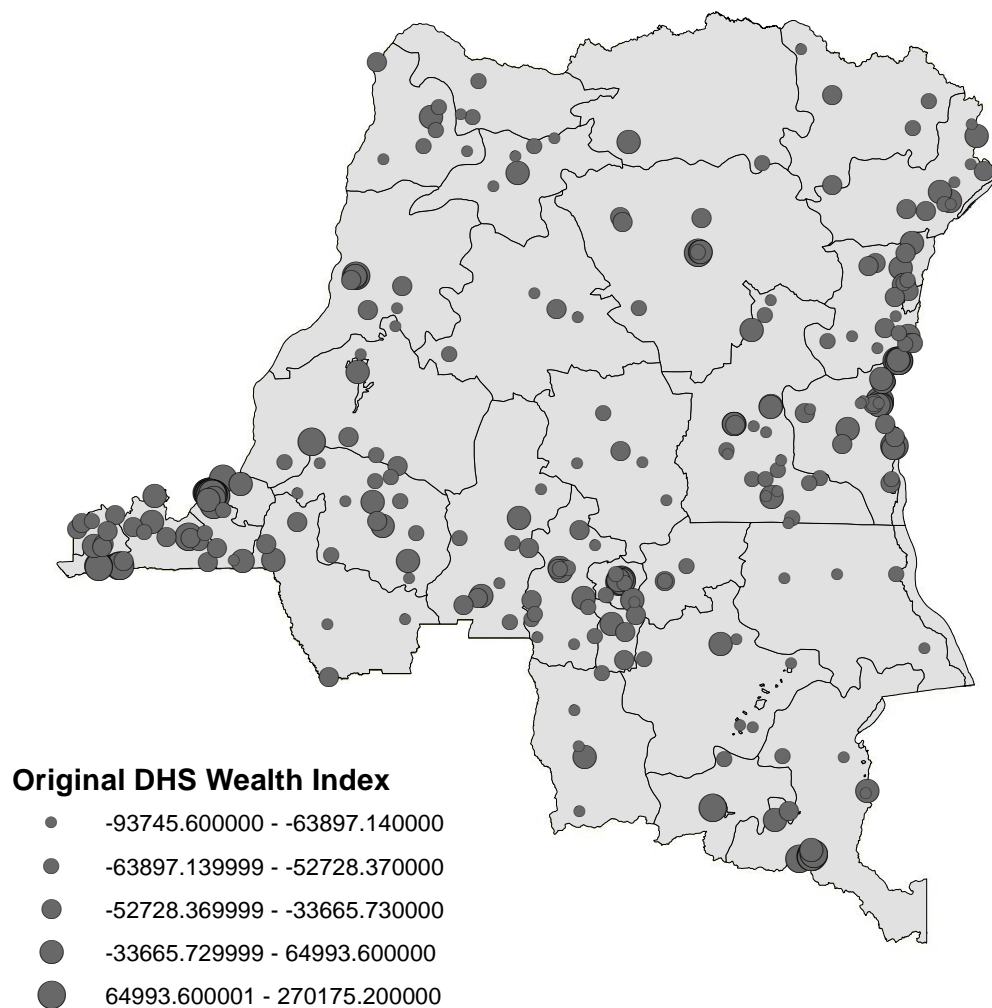 Original DHS Wealth Index
-93745.600000 - -63897.140000
-63897.139999 - -52728.370000
-52728.369999 - -33665.730000
-33665.729999 - 64993.600000
64993.600001 - 270175.200000